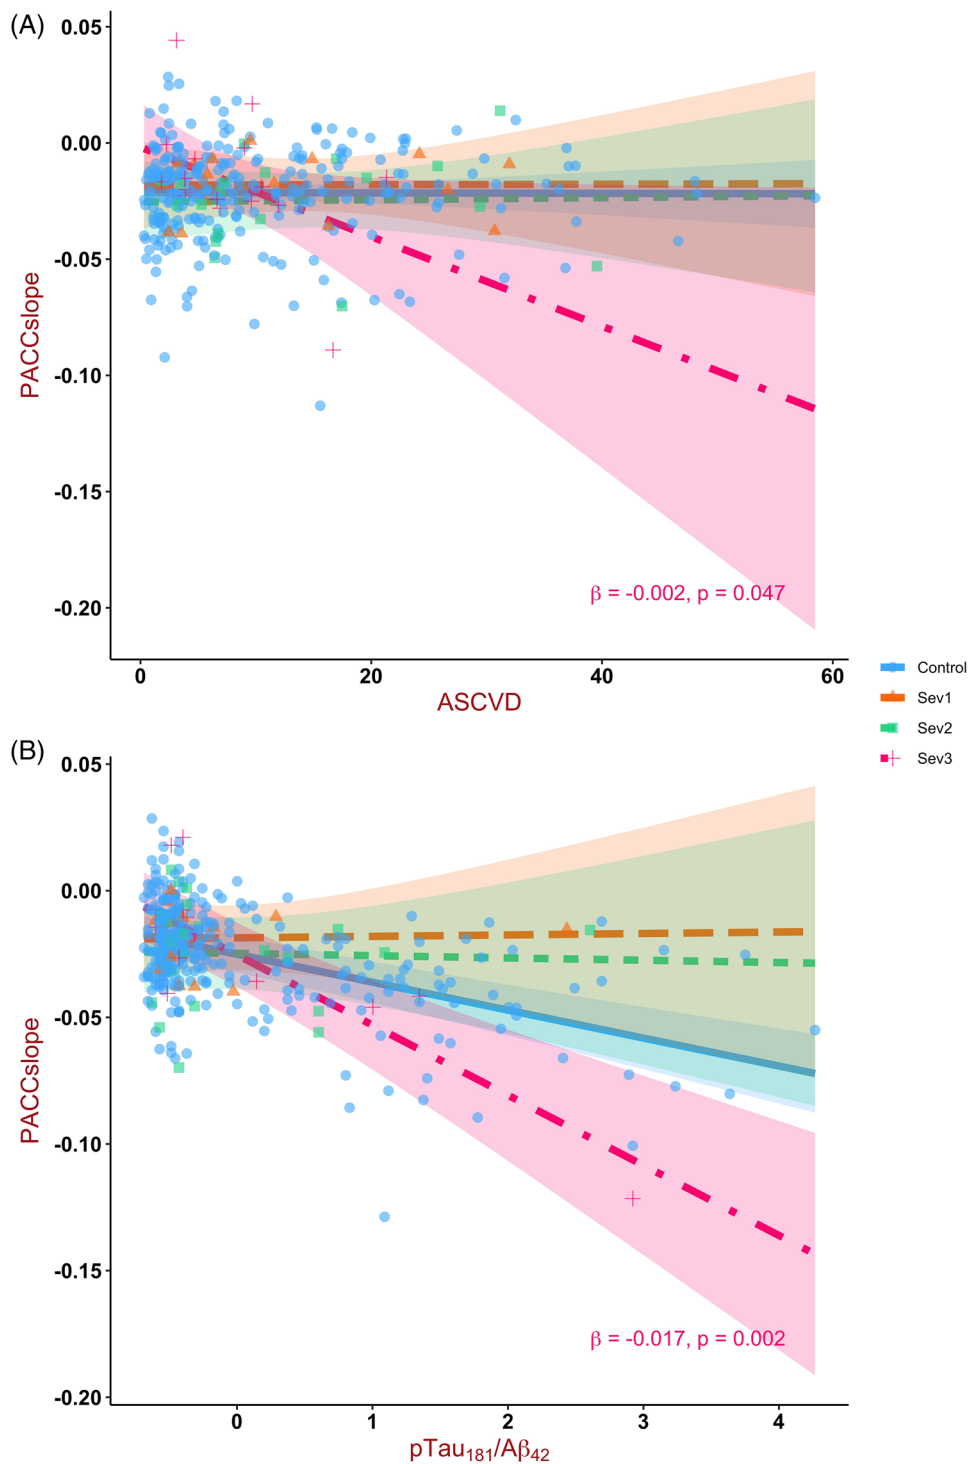 (A)
0.05
0.00
-0.05
-0.10
-0.15
-0.20
PACCslope
β = -0.002, p = 0.047
0 20 40 60
ASCVD
Control
Sev1
Sev2
Sev3
(B)
0.05
0.00
-0.05
-0.10
-0.15
-0.20
PACCslope
β = -0.017, p = 0.002
0 1 2 3 4
pTau₁₈₁/Aβ₄₂